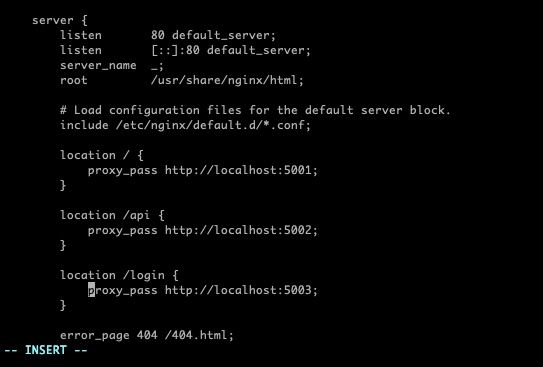 server {
listen 80 default_server;
listen [::]:80 default_server;
server_name _;
root /usr/share/nginx/html;
# Load configuration files for the default server block.
include /etc/nginx/default.d/*.conf;
location / {
proxy_pass http://localhost:5001;
}
location /api {
proxy_pass http://localhost:5002;
}
location /login {
proxy_pass http://localhost:5003;
}
error_page 404 /404.html;
-- INSERT --